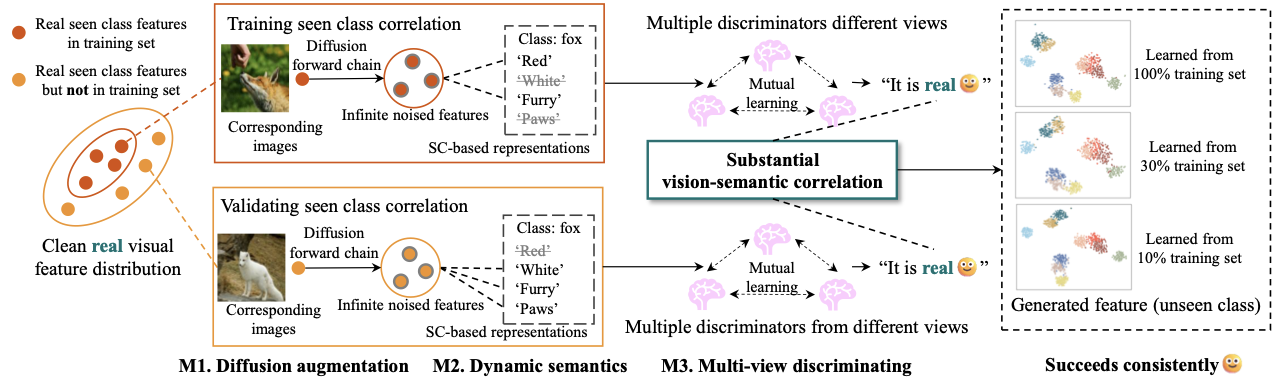 Real seen class features
in training set
Real seen class features
but not in training set
Clean real visual
feature distribution
Training seen class correlation
Diffusion
forward chain
Corresponding
images
Infinite noised features
Class: fox
‘Red’
‘White’
‘Furry’
‘Paws’
SC-based representations
Validating seen class correlation
Diffusion
forward chain
Corresponding
images
Infinite noised features
Class: fox
‘Red’
‘White’
‘Furry’
‘Paws’
SC-based representations
Multiple discriminators different views
Mutual
learning
“It is real ”
Substantial
vision-semantic correlation
Mutual
learning
“It is real ”
Multiple discriminators from different views
Learned from
100% training set
Learned from
30% training set
Learned from
10% training set
Generated feature (unseen class)
M1. Diffusion augmentation
M2. Dynamic semantics
M3. Multi-view discriminating
Succeeds consistently